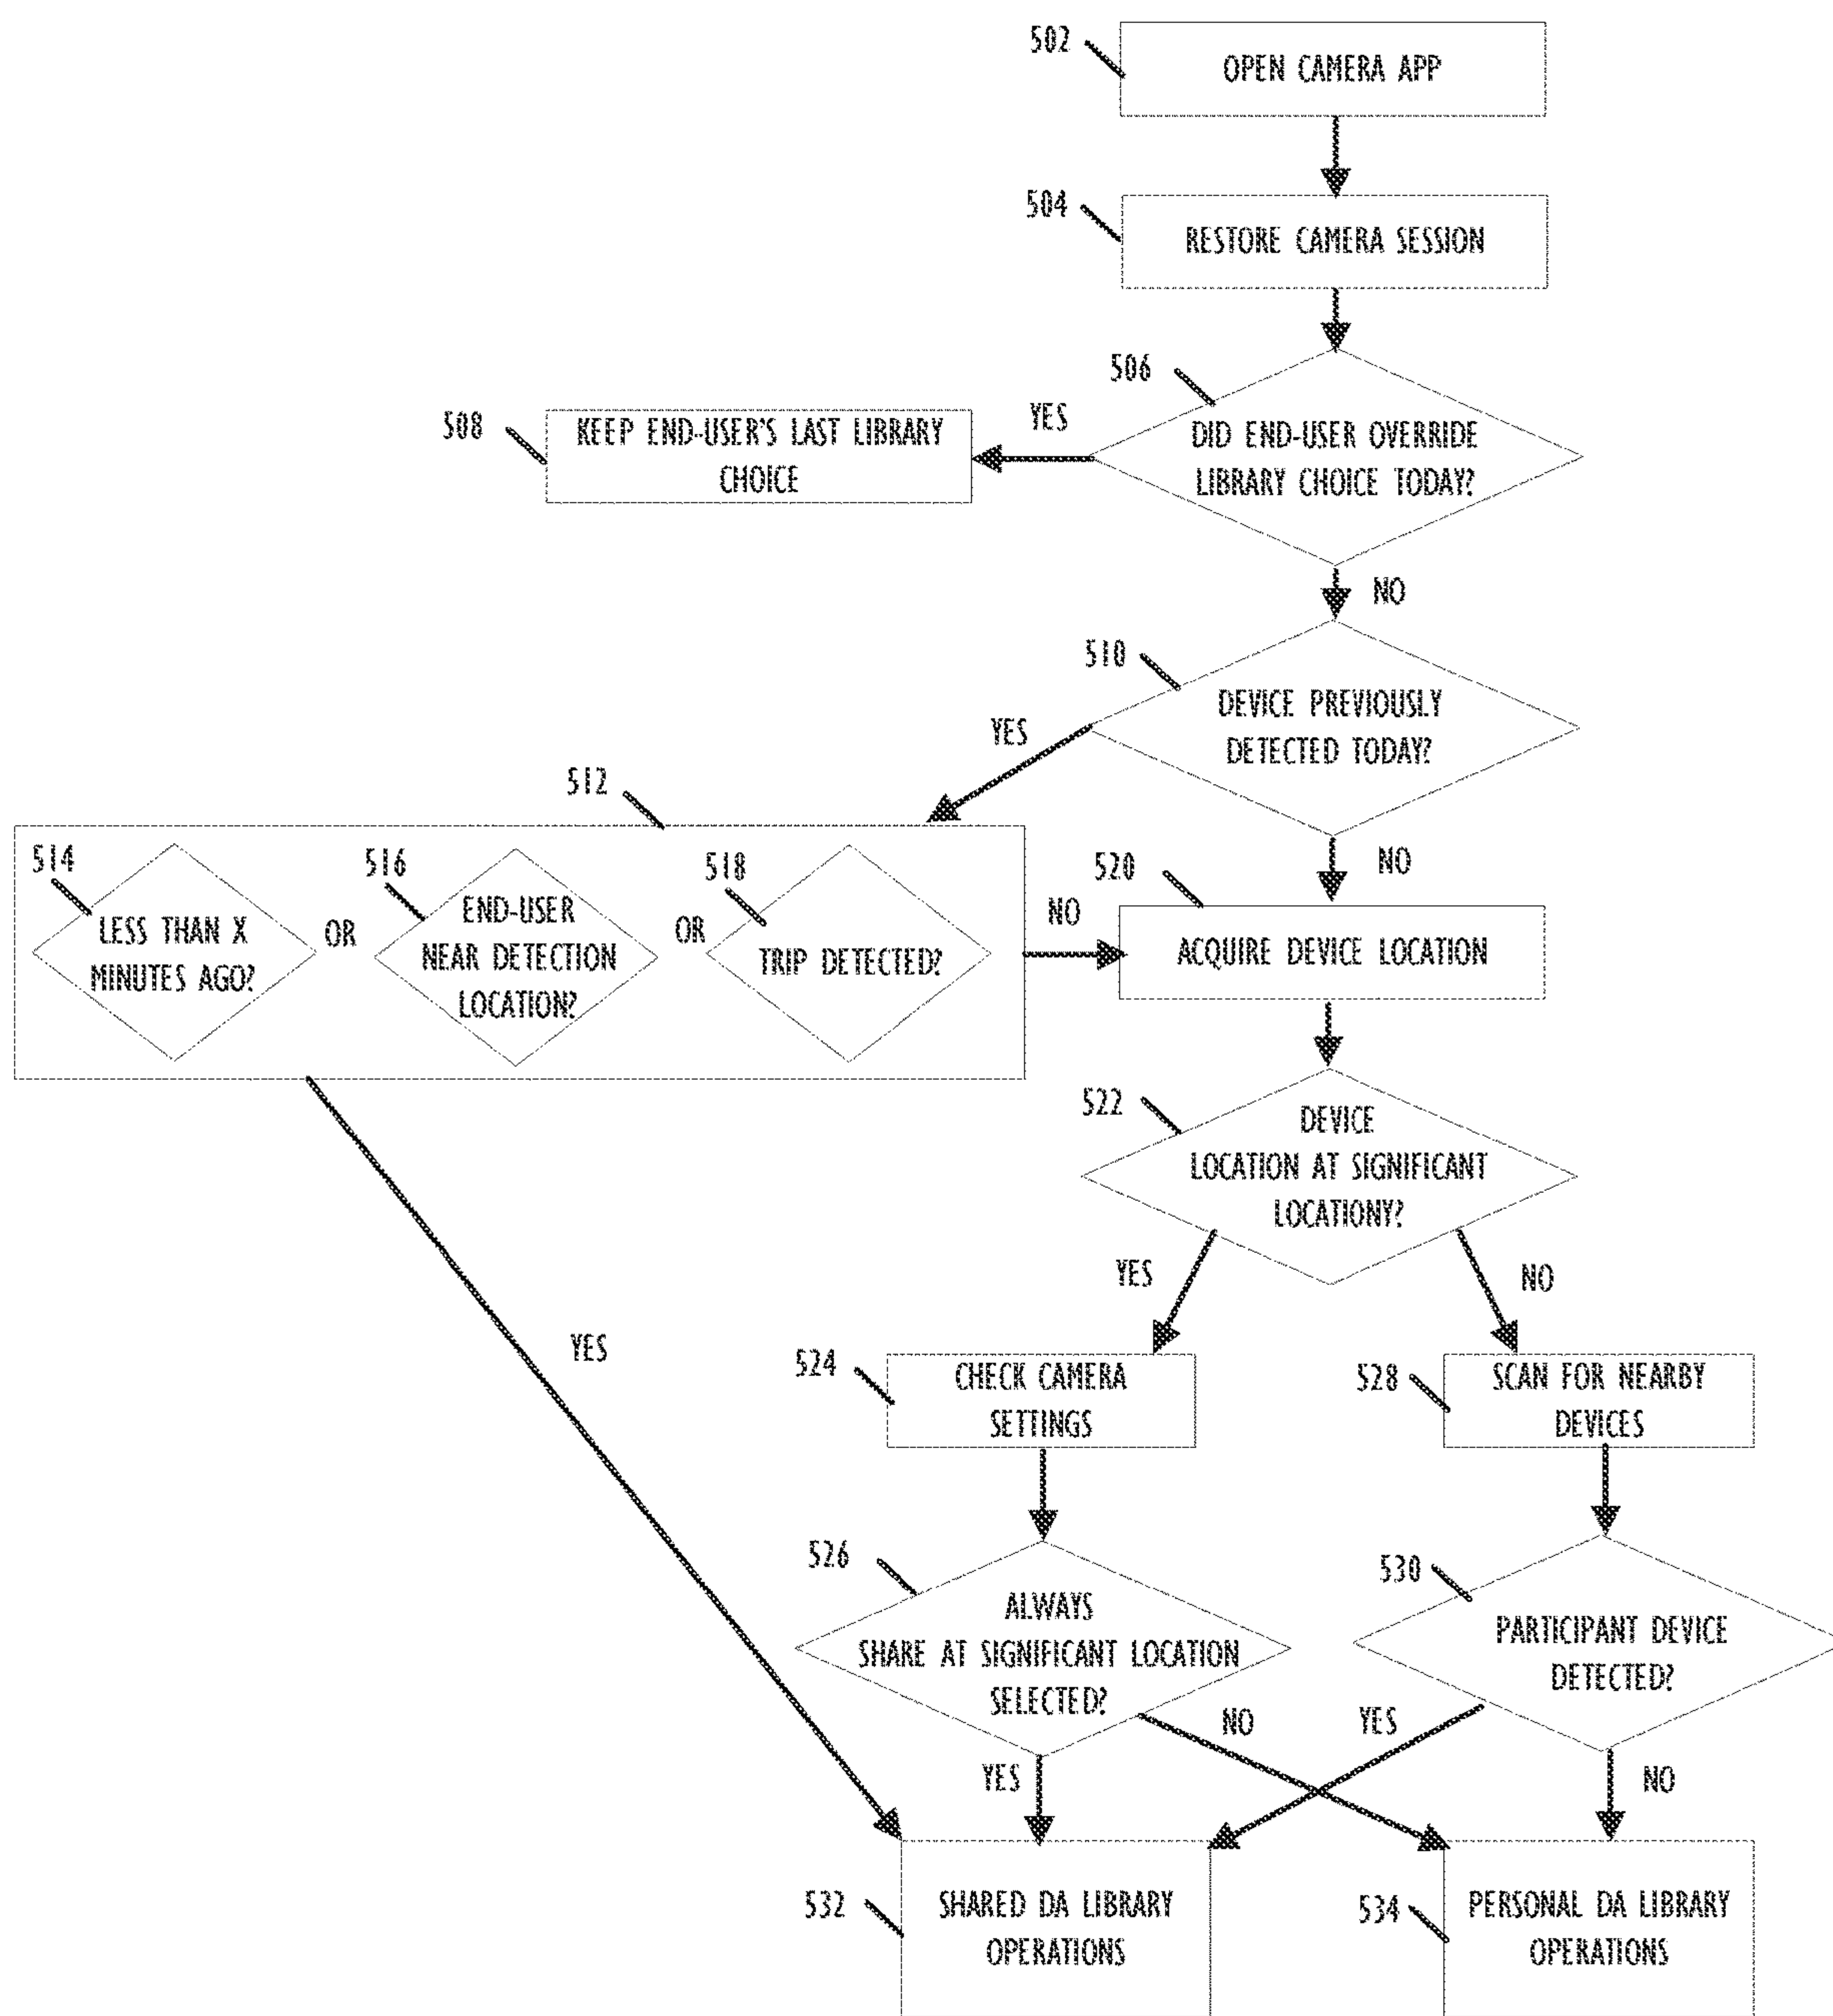 502
OPEN CAMERA APP
504
RESTORE CAMERA SESSION
506
DID END-USER OVERRIDE
LIBRARY CHOICE TODAY?
YES
508
KEEP END-USER'S LAST LIBRARY
CHOICE
NO
510
DEVICE PREVIOUSLY
DETECTED TODAY?
YES
512
514
LESS THAN X
MINUTES AGO?
OR
516
END-USER
NEAR DETECTION
LOCATION?
OR
518
TRIP DETECTED?
NO
NO
520
ACQUIRE DEVICE LOCATION
522
DEVICE
LOCATION AT SIGNIFICANT
LOCATIONY?
YES
NO
YES
524
CHECK CAMERA
SETTINGS
528
SCAN FOR NEARBY
DEVICES
526
ALWAYS
SHARE AT SIGNIFICANT LOCATION
SELECTED?
530
PARTICIPANT DEVICE
DETECTED?
YES
NO
YES
NO
532
SHARED DA LIBRARY
OPERATIONS
534
PERSONAL DA LIBRARY
OPERATIONS